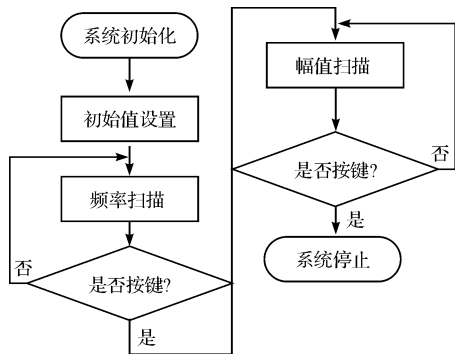 系统初始化
初始值设置
频率扫描
是否按键?
否
是
幅值扫描
是否按键?
否
是
系统停止